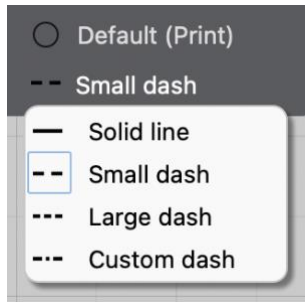 Default (Print)
Small dash
Solid line
Small dash
Large dash
Custom dash